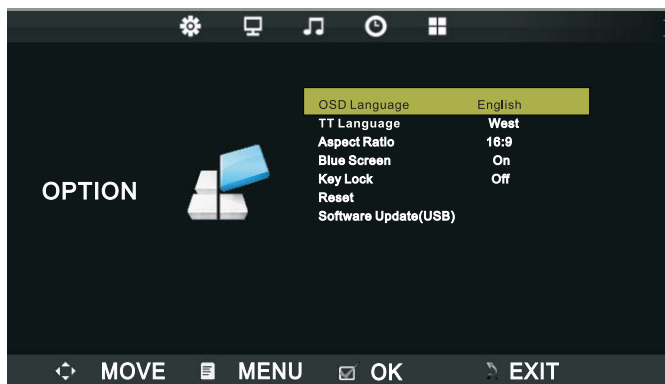 OSD Language English
TT Language West
Aspect Ratio 16:9
Blue Screen On
Key Lock Off
Reset
Software Update(USB)
OPTION
MOVE MENU OK EXIT